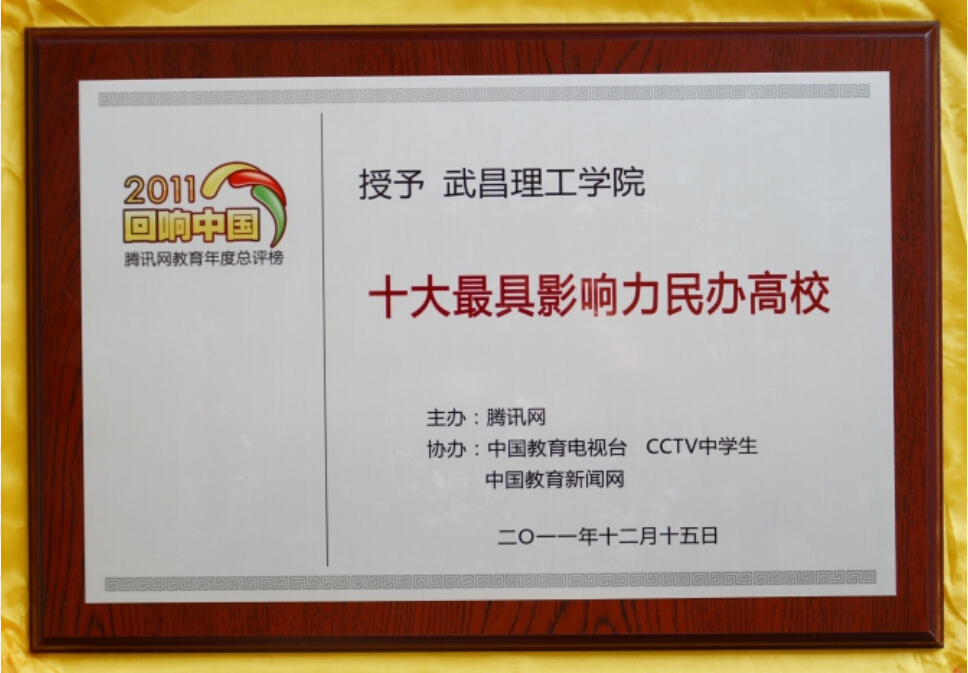 2011
回响中国
腾讯网教育年度总评榜
授予 武昌理工学院
十大最具影响力民办高校
主办：腾讯网
协办：中国教育电视台 CCTV中学生
中国教育新闻网
二〇一一年十二月十五日